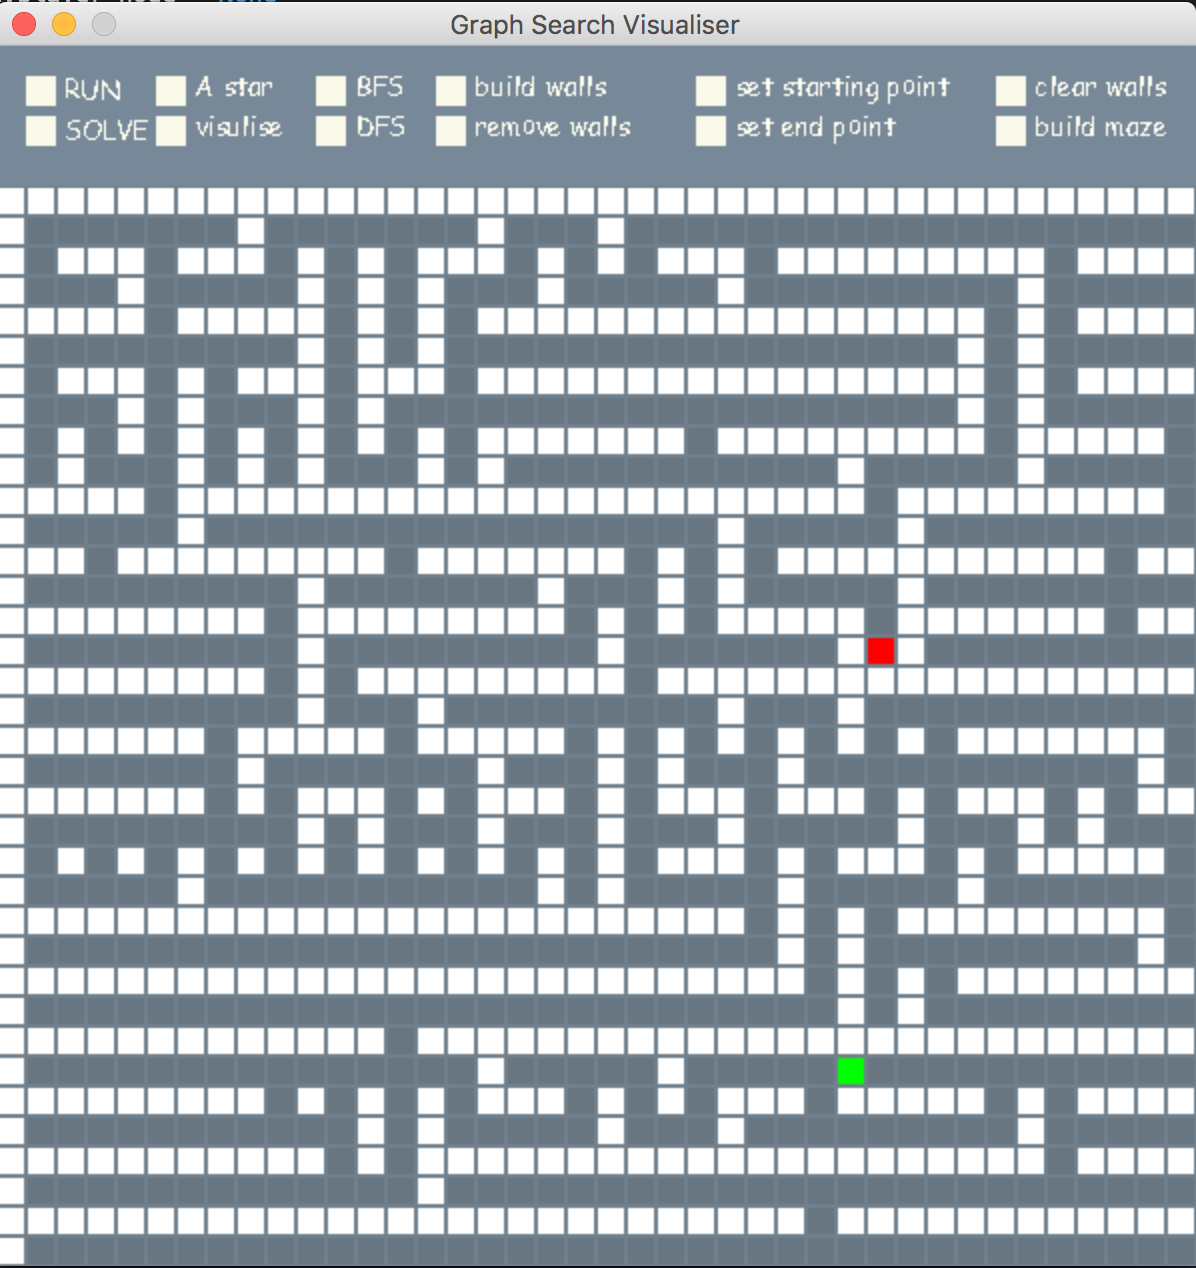 Graph Search Visualiser
RUN A star BFS build walls set starting point clear walls
SOLVE visulise DFS remove walls set end point build maze